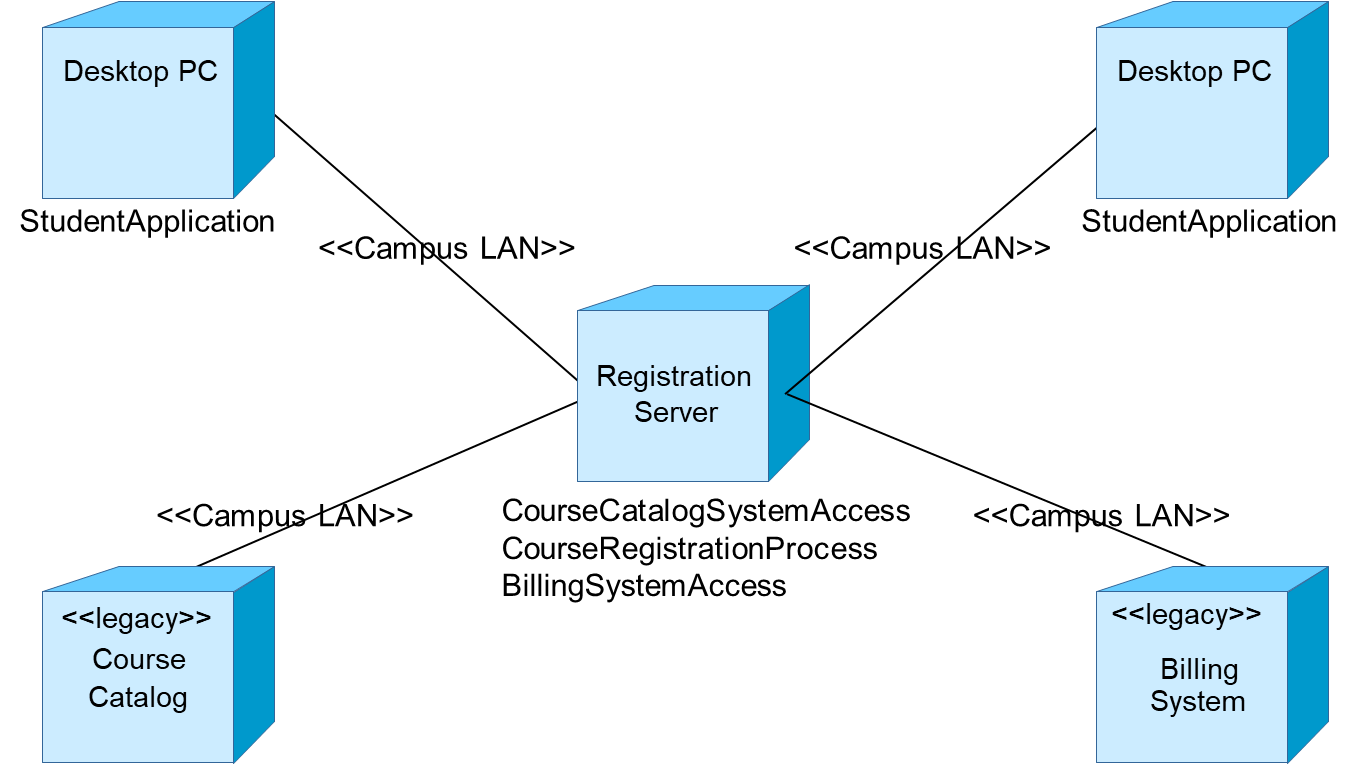 Desktop PC
Desktop PC
StudentApplication
StudentApplication
<<Campus LAN>>
<<Campus LAN>>
Registration
Server
<<Campus LAN>>
CourseCatalogSystemAccess
<<Campus LAN>>
CourseRegistrationProcess
BillingSystemAccess
<<legacy>>
Course
Catalog
<<legacy>>
Billing
System